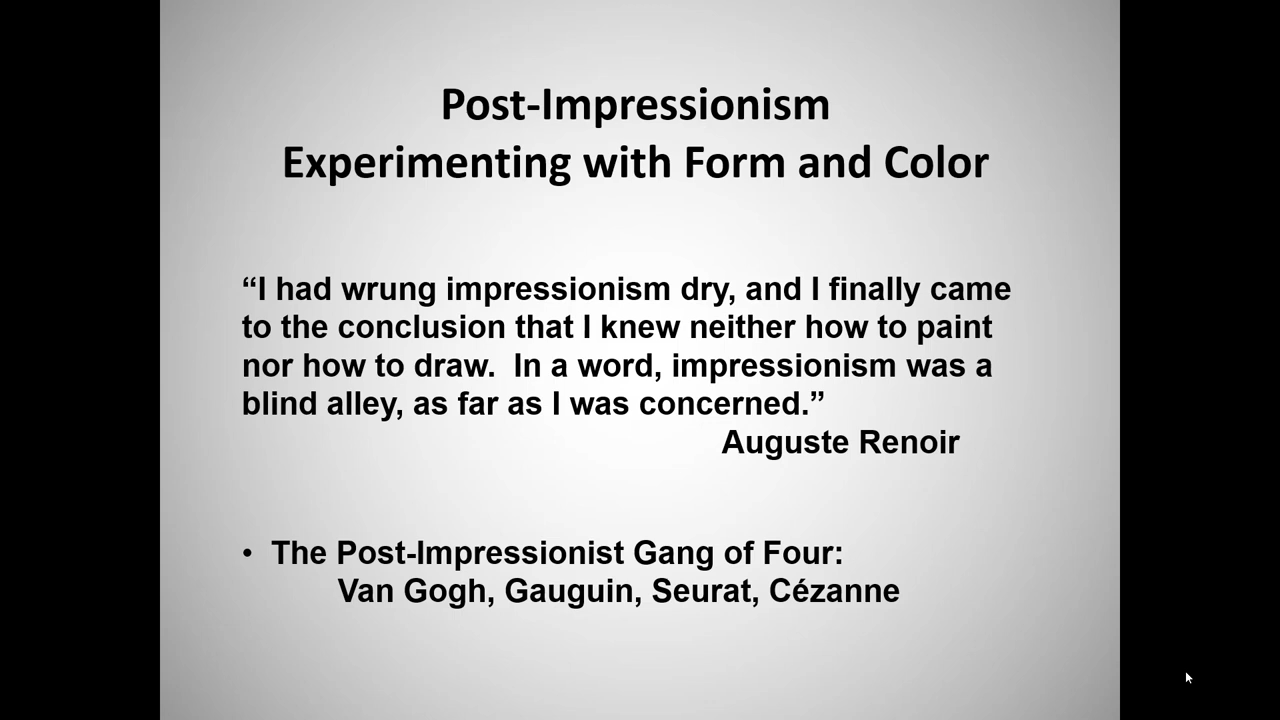 Post-Impressionism
Experimenting with Form and Color
“I had wrung impressionism dry, and I finally came
to the conclusion that I knew neither how to paint
nor how to draw.  In a word, impressionism was a
blind alley, as far as I was concerned.”
Auguste Renoir
• The Post-Impressionist Gang of Four:
Van Gogh, Gauguin, Seurat, Cézanne